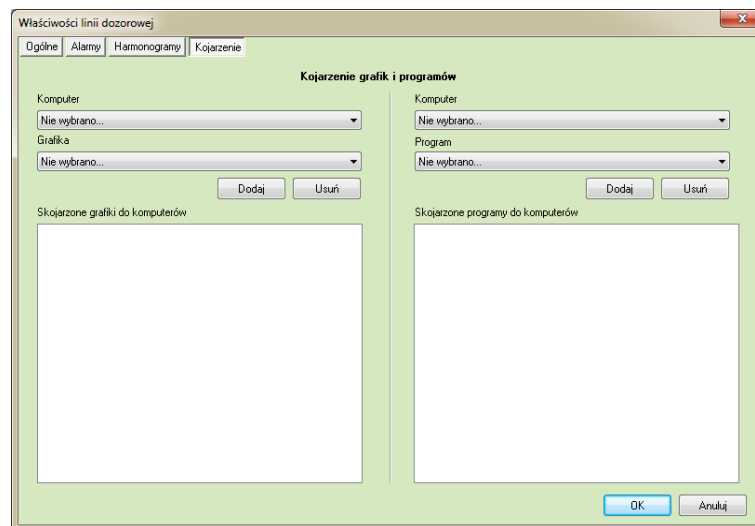 Właściwości linii dozorowej
Ogólne Alarmy Harmonogramy Kojarzenie
Kojarzenie grafik i programów
Komputer
Nie wybrano...
Grafika
Nie wybrano...
Dodaj Usuń
Skojarzone grafiki do komputerów
Komputer
Nie wybrano...
Program
Nie wybrano...
Dodaj Usuń
Skojarzone programy do komputerów
OK Anuluj